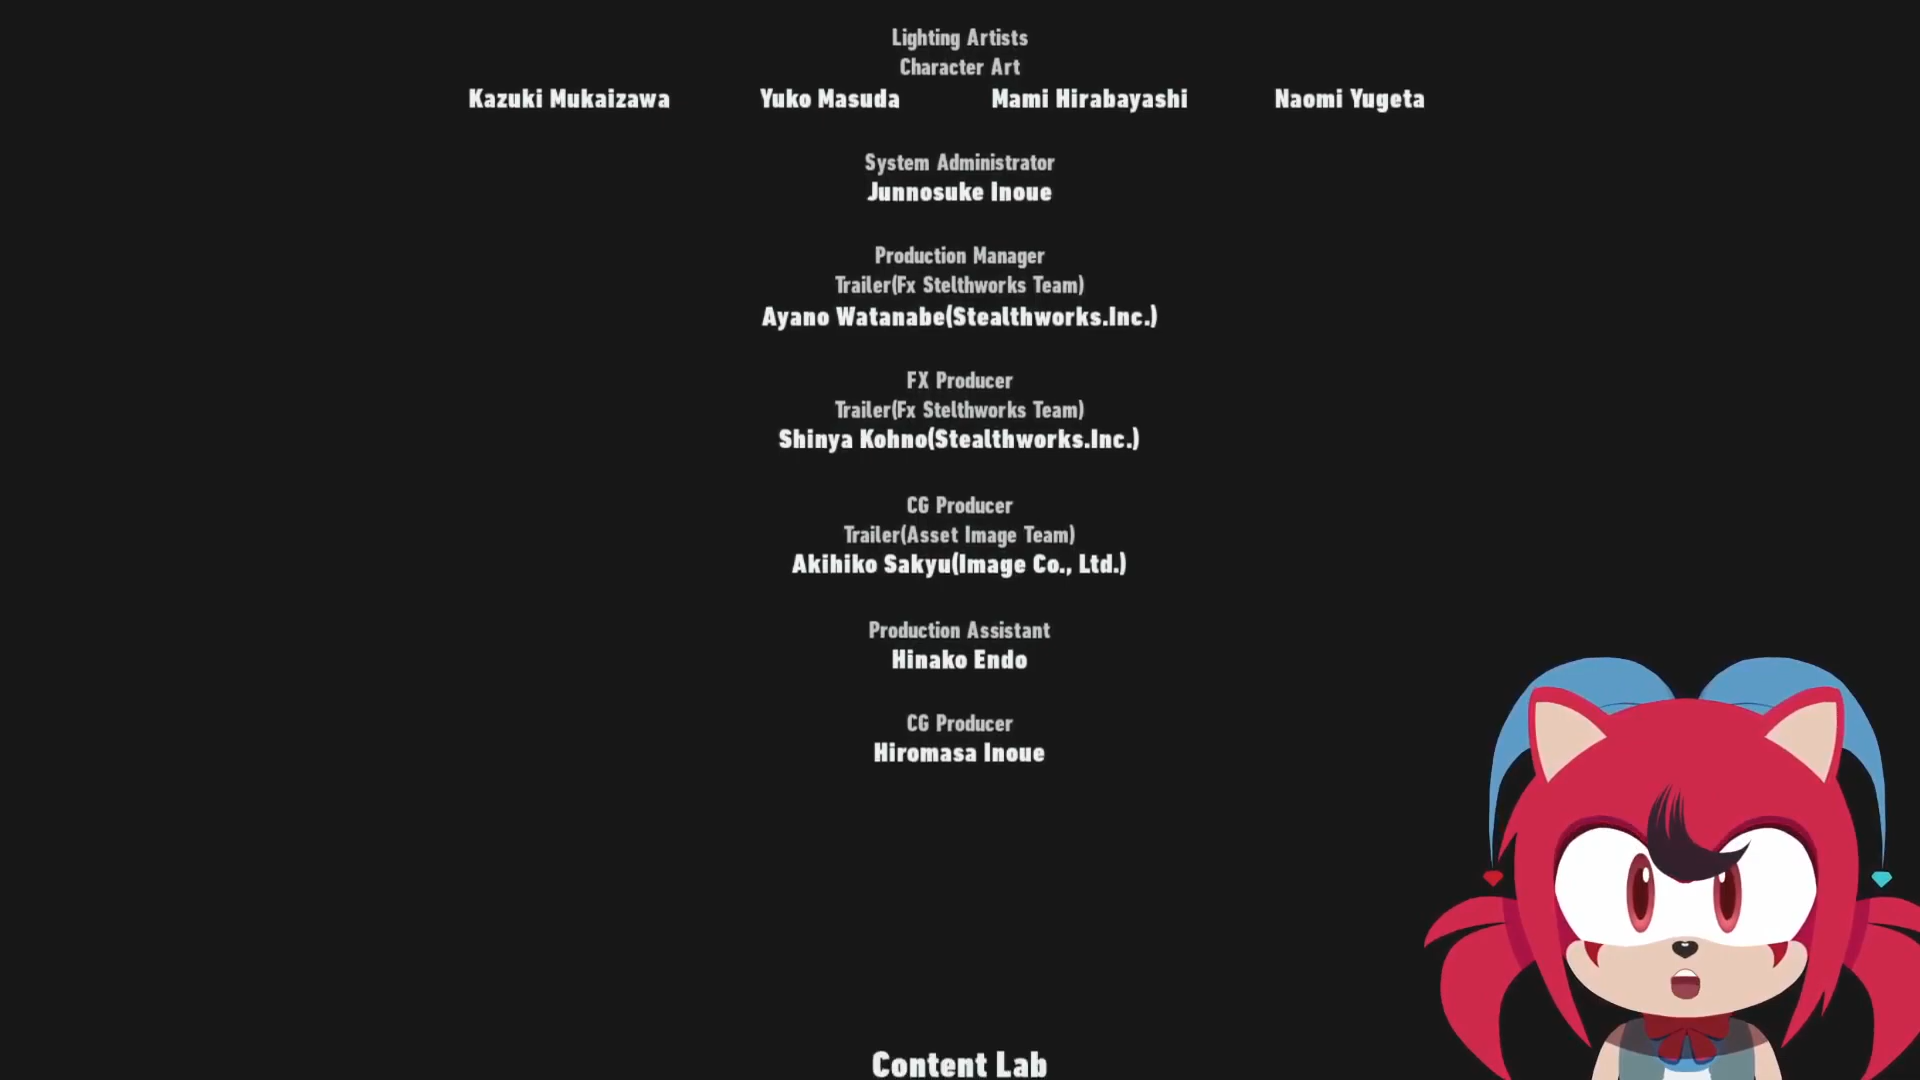 Lighting Artists
Character Art
Kazuki Mukaizawa Yuko Masuda Mami Hirabayashi Naomi Yugeta
System Administrator
Junnosuke Inoue
Production Manager
Trailer(Fx Stelthworks Team)
Ayano Watanabe(Stealthworks.Inc.)
FX Producer
Trailer(Fx Stelthworks Team)
Shinya Kohno(Stealthworks.Inc.)
CG Producer
Trailer(Asset Image Team)
Akihiko Sakyu(Image Co., Ltd.)
Production Assistant
Hinako Endo
CG Producer
Hiromasa Inoue
Content Lab